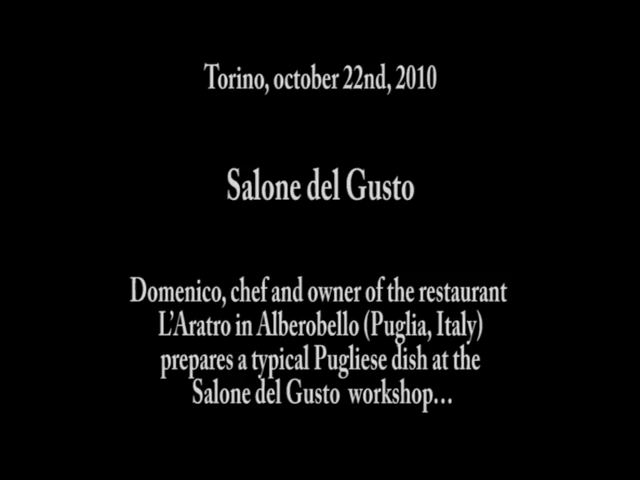 Torino, october 22nd, 2010
Salone del Gusto
Domenico, chef and owner of the restaurant
L'Aratro in Alberobello (Puglia, Italy)
prepares a typical Pugliese dish at the
Salone del Gusto workshop...